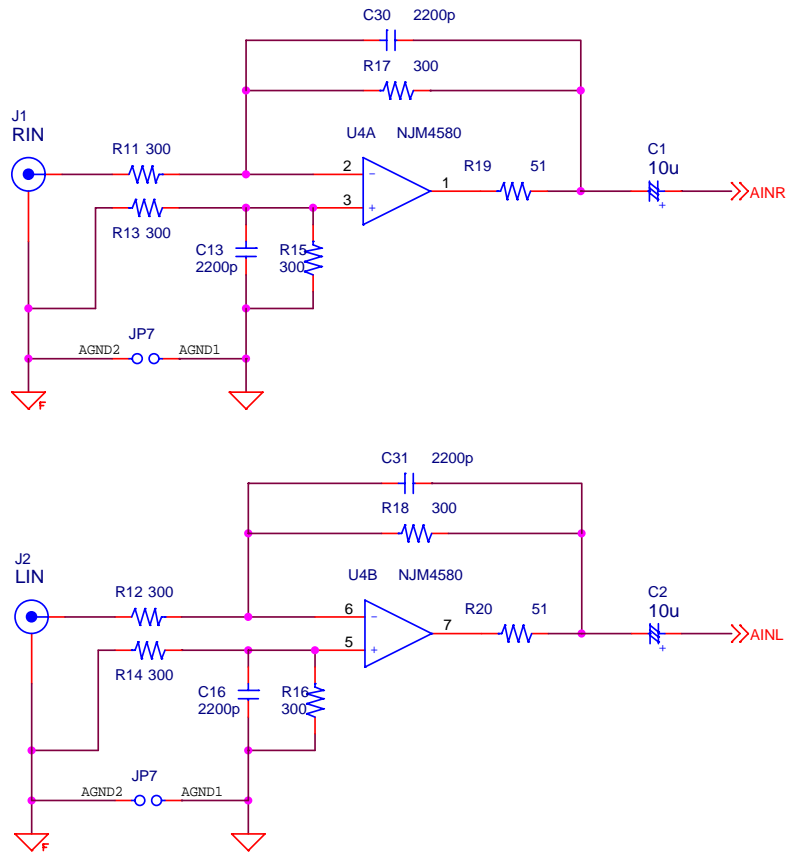 C30 2200p
R17 300
J1
RIN
U4A NJM4580
C1
10u
R11 300
2
R19 51
1
AINR
3
R13 300
C13
2200p
R15
300
JP7
AGND2 AGND1
F
C31 2200p
R18 300
J2
LIN
U4B NJM4580
C2
10u
R12 300
6
R20 51
7
AINL
5
R14 300
C16
2200p
R16
300
JP7
AGND2 AGND1
F